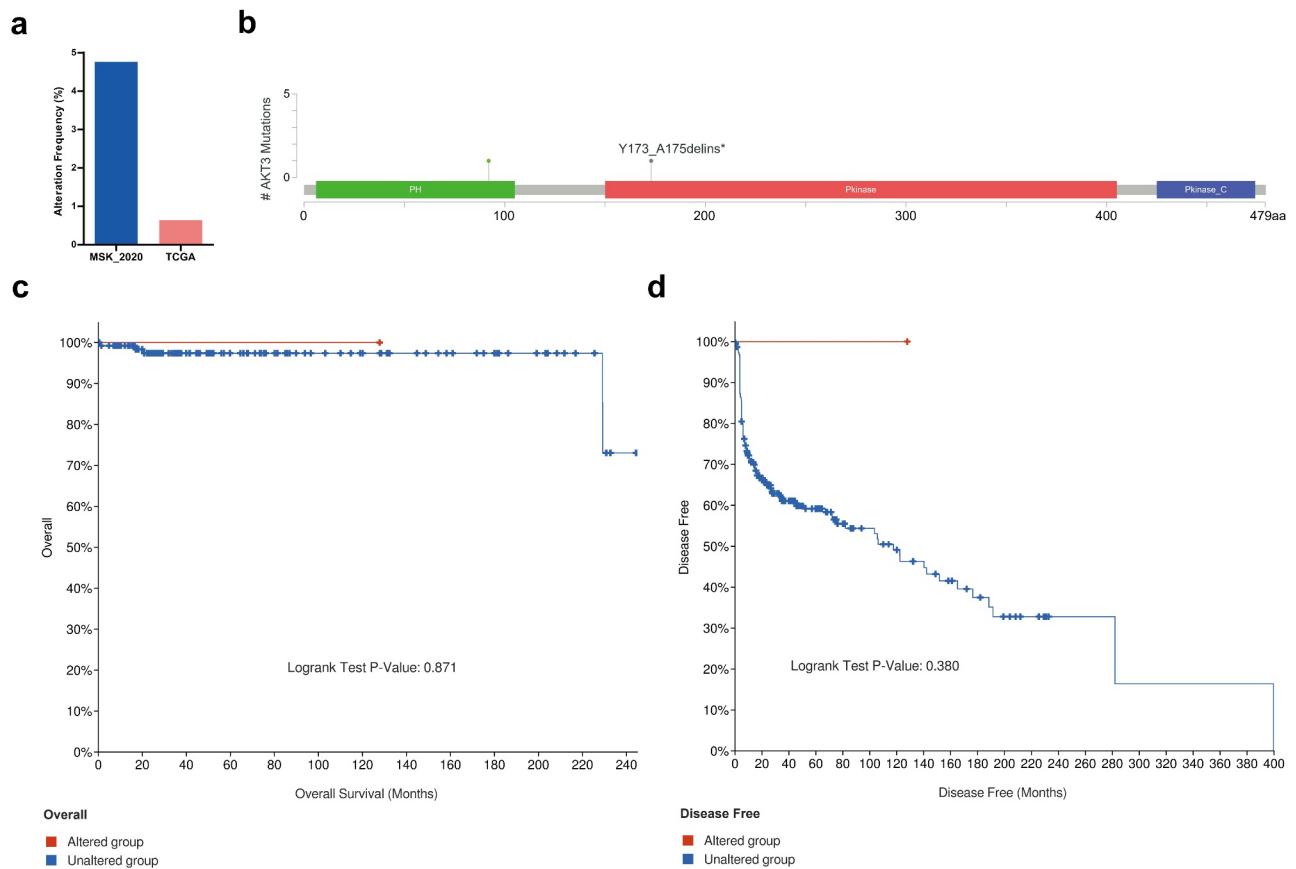 a
b
5
4
3
2
1
0
Alteration Frequency (%)
MSK_2020
TCGA
# AKT3 Mutations
5
0
Y173_A175delins*
PH
Pkinase
Pkinase_C
0
100
200
300
400
479aa
c
d
100%
90%
80%
70%
60%
50%
40%
30%
20%
10%
0%
Overall
Logrank Test P-Value: 0.871
0 20 40 60 80 100 120 140 160 180 200 220 240
Overall Survival (Months)
Overall
Altered group
Unaltered group
100%
90%
80%
70%
60%
50%
40%
30%
20%
10%
0%
Disease Free
Logrank Test P-Value: 0.380
0 20 40 60 80 100 120 140 160 180 200 220 240 260 280 300 320 340 360 380 400
Disease Free (Months)
Disease Free
Altered group
Unaltered group